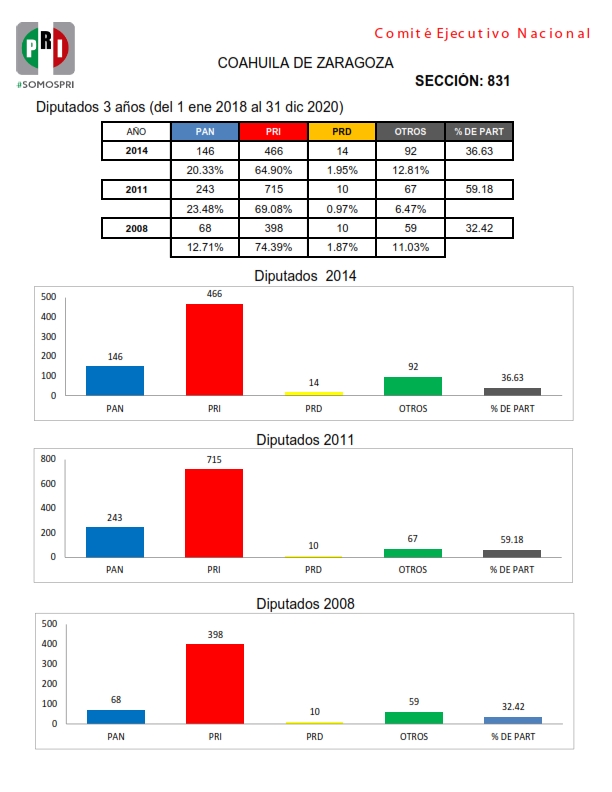 Comité Ejecutivo Nacional
PRI
#SOMOSPRI
COAHUILA DE ZARAGOZA
SECCIÓN: 831
Diputados 3 años (del 1 ene 2018 al 31 dic 2020)
AÑO PAN PRI PRD OTROS % DE PART
2014 146 466 14 92 36.63
20.33% 64.90% 1.95% 12.81%
2011 243 715 10 67 59.18
23.48% 69.08% 0.97% 6.47%
2008 68 398 10 59 32.42
12.71% 74.39% 1.87% 11.03%
Diputados 2014
500
400
300
200
100
0
146 466 14 92 36.63
PAN PRI PRD OTROS % DE PART
Diputados 2011
800
600
400
200
0
243 715 10 67 59.18
PAN PRI PRD OTROS % DE PART
Diputados 2008
500
400
300
200
100
0
68 398 10 59 32.42
PAN PRI PRD OTROS % DE PART